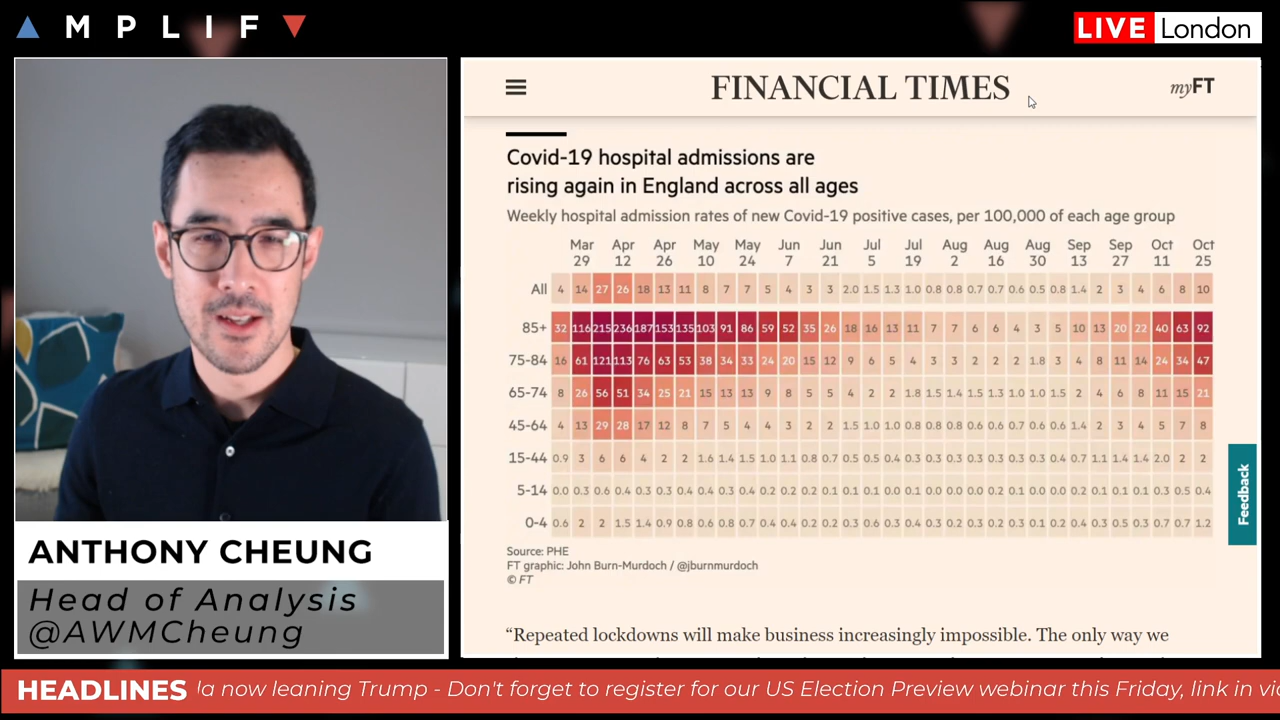 AMPLIFY
LIVE London
FINANCIAL TIMES
myFT
Covid-19 hospital admissions are
rising again in England across all ages
Weekly hospital admission rates of new Covid-19 positive cases, per 100,000 of each age group
Mar Apr Apr May May Jun Jun Jul Jul Aug Aug Aug Sep Sep Oct Oct
29 12 26 10 24 7 21 5 19 2 16 30 13 27 11 25
All 4 14 27 26 18 13 11 8 7 7 5 4 3 3 2.0 1.5 1.3 1.0 0.8 0.8 0.7 0.7 0.6 0.5 0.8 1.4 2 3 4 6 8 10
85+ 32 116 215 236 187 153 135 103 91 86 59 52 35 26 18 16 13 11 7 7 6 6 4 3 5 10 13 20 22 40 63 92
75-84 16 61 121 113 76 63 53 38 34 33 24 20 15 12 9 6 5 4 3 3 2 2 2 1.8 3 4 8 11 14 24 34 47
65-74 8 26 56 51 34 25 21 15 13 13 9 8 5 5 4 2 2 1.8 1.5 1.4 1.5 1.3 1.0 1.0 1.5 2 4 6 8 11 15 21
45-64 4 13 29 28 17 12 8 7 5 4 4 3 2 2 1.5 1.0 1.0 0.8 0.8 0.8 0.6 0.6 0.7 0.6 0.6 1.4 2 3 4 5 7 8
15-44 0.9 3 6 6 4 2 2 1.6 1.4 1.5 1.0 1.1 0.8 0.7 0.5 0.5 0.4 0.3 0.3 0.3 0.3 0.3 0.3 0.3 0.4 0.7 1.1 1.4 1.4 2.0 2 2
5-14 0.0 0.3 0.6 0.4 0.3 0.3 0.4 0.4 0.3 0.4 0.2 0.2 0.2 0.1 0.1 0.1 0.0 0.1 0.0 0.0 0.0 0.2 0.1 0.0 0.0 0.2 0.1 0.1 0.1 0.3 0.5 0.4
0-4 0.6 2 2 1.5 1.4 0.9 0.8 0.6 0.8 0.7 0.4 0.4 0.2 0.2 0.3 0.6 0.3 0.4 0.3 0.2 0.3 0.2 0.3 0.1 0.2 0.4 0.3 0.5 0.3 0.7 0.7 1.2
Source: PHE
FT graphic: John Burn-Murdoch / @jburnmurdoch
© FT
Feedback
“Repeated lockdowns will make business increasingly impossible. The only way we
ANTHONY CHEUNG
Head of Analysis
@AWMCheung
HEADLINES la now leaning Trump - Don't forget to register for our US Election Preview webinar this Friday, link in vi